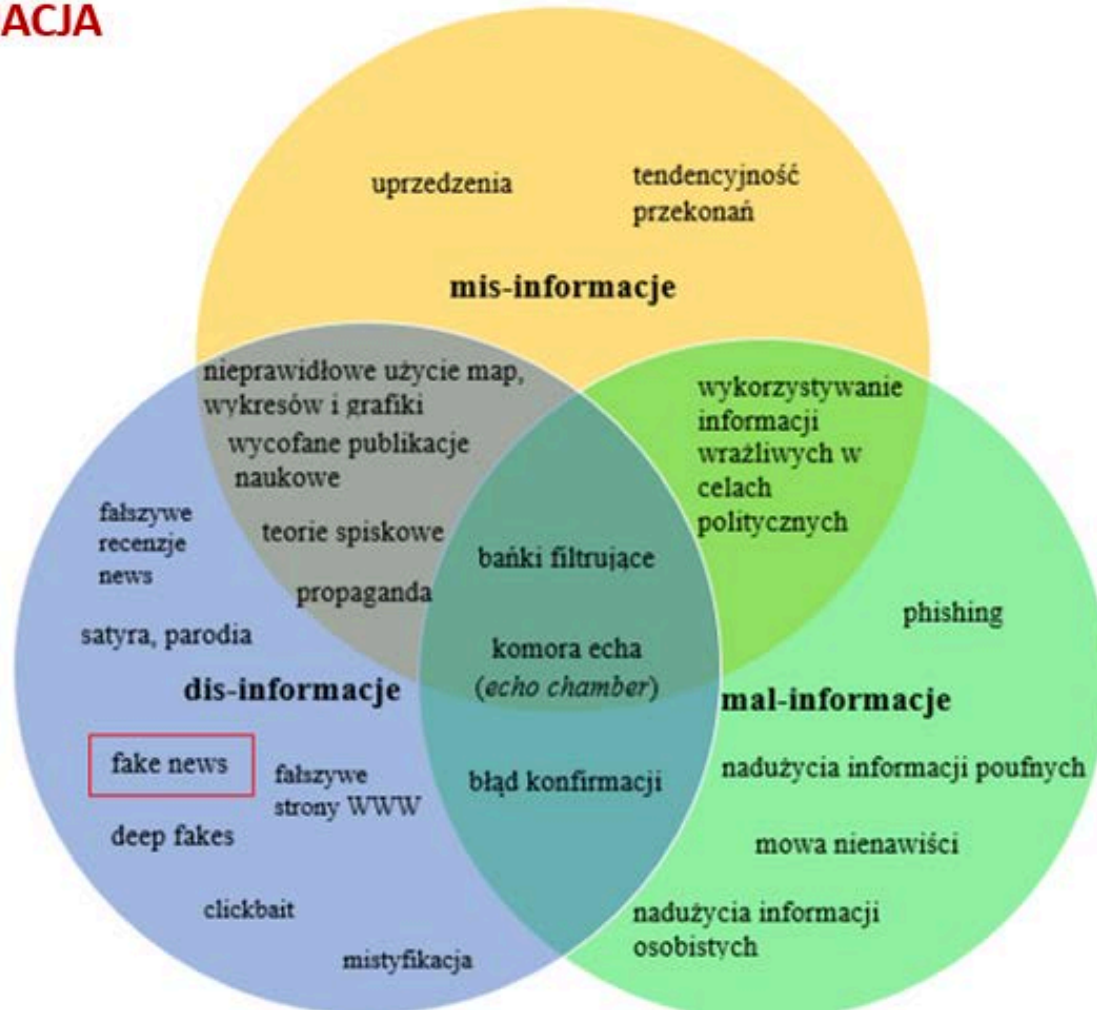 ACJA
uprzedzenia
tendencyjność
przekonań
mis-informacje
nieprawidłowe użycie map,
wykresów i grafiki
wycofane publikacje
naukowe
teorie spiskowe
propaganda
wykorzystywanie
informacji
wrażliwych w
celach
politycznych
fałszywe
recenzje
news
satyra, parodia
dis-informacje
fake news
fałszywe
strony WWW
deep fakes
clickbait
mistyfikacja
bańki filtrujące
komora echa
(echo chamber)
błąd konfirmacji
phishing
mal-informacje
nadużycia informacji poufnych
mowa nienawiści
nadużycia informacji
osobistych